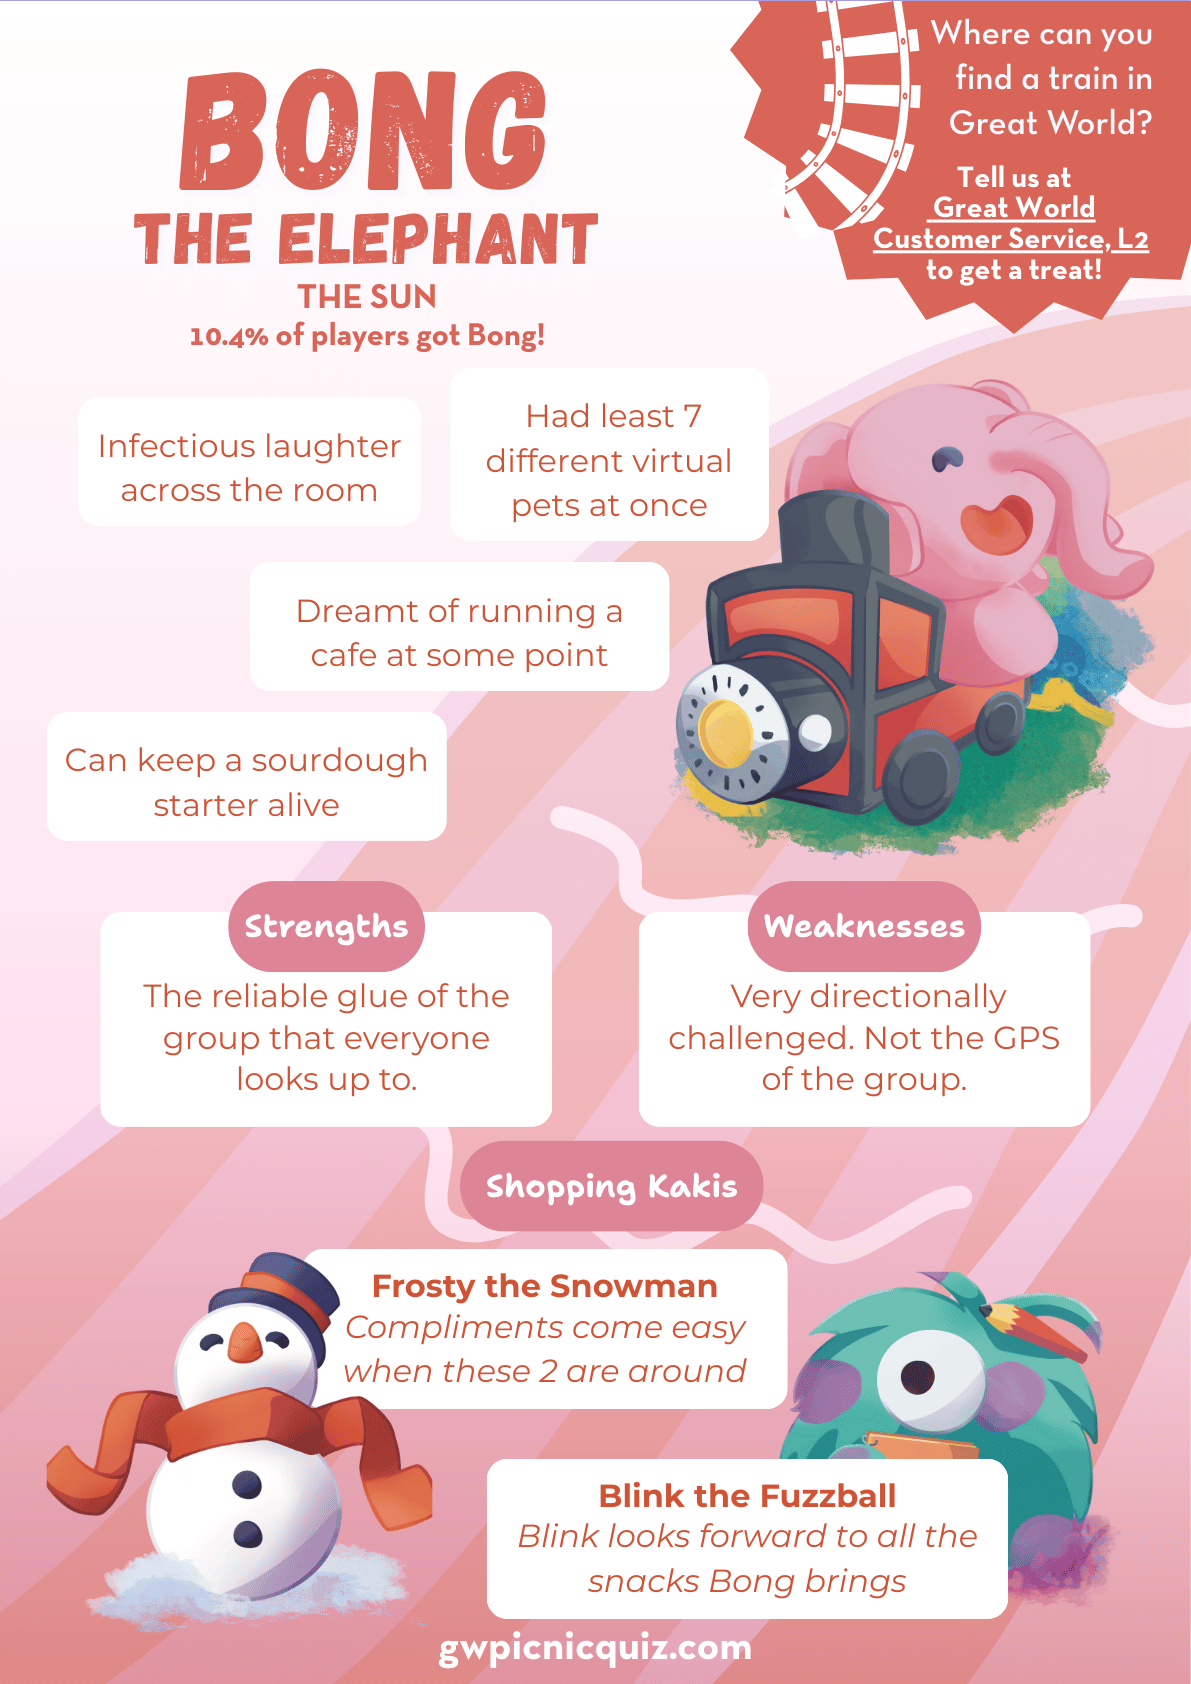 BONG
THE ELEPHANT
THE SUN
10.4% of players got Bong!
Where can you
find a train in
Great World?
Tell us at
Great World
Customer Service, L2
to get a treat!
Infectious laughter
across the room
Had least 7
different virtual
pets at once
Dreamt of running a
cafe at some point
Can keep a sourdough
starter alive
Strengths
The reliable glue of the
group that everyone
looks up to.
Weaknesses
Very directionally
challenged. Not the GPS
of the group.
Shopping Kakis
Frosty the Snowman
Compliments come easy
when these 2 are around
Blink the Fuzzball
Blink looks forward to all the
snacks Bong brings
gwpicnicquiz.com